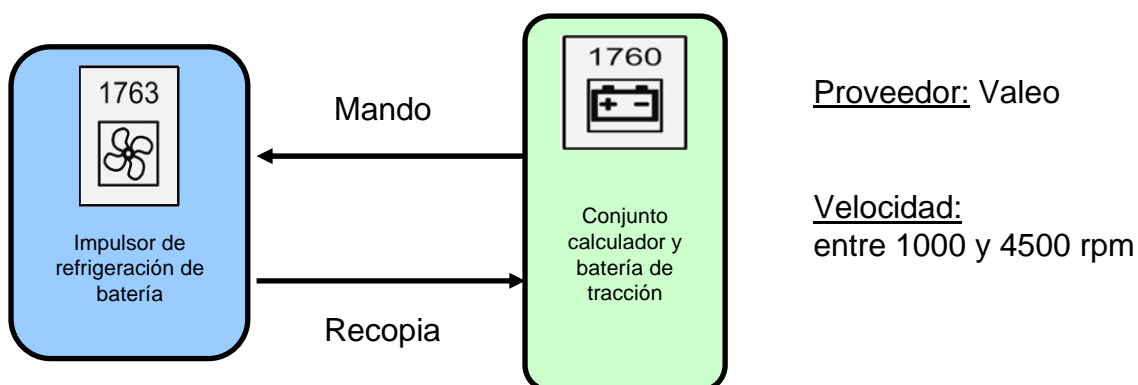 1763
Impulsor de
refrigeración de
batería
Mando
Recopia
1760
Conjunto
calculador y
batería de
tracción
Proveedor: Valeo
Velocidad:
entre 1000 y 4500 rpm